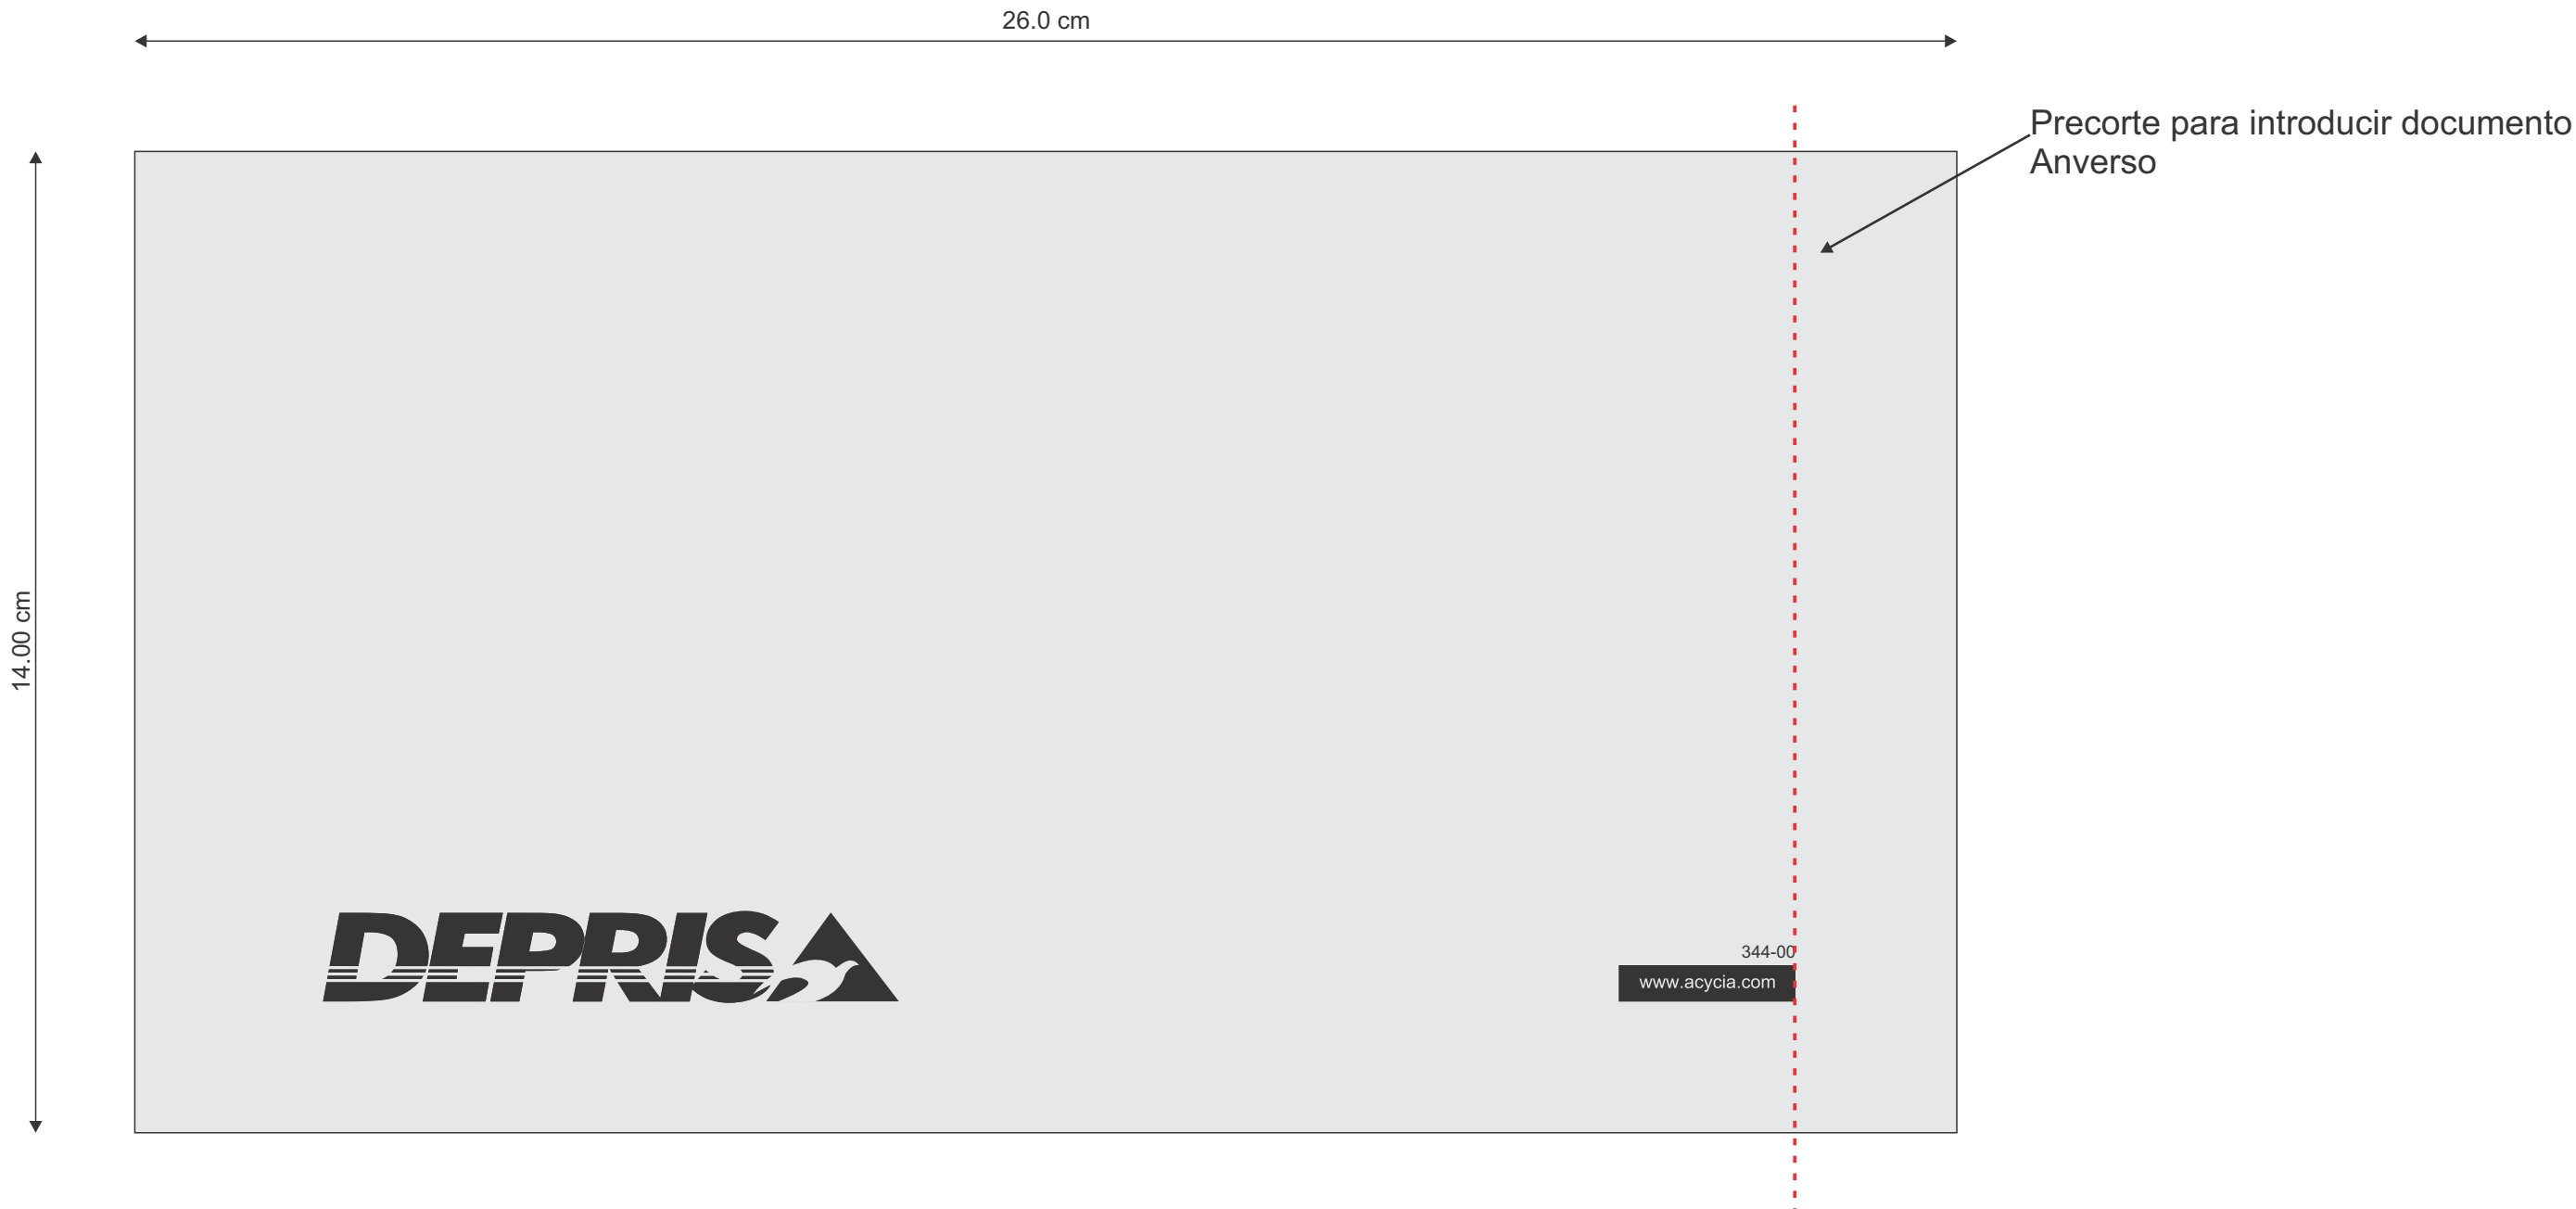 26.0 cm
Precorte para introducir documento
Anverso
14.00 cm
DEPRISA
344-00
www.acycia.com